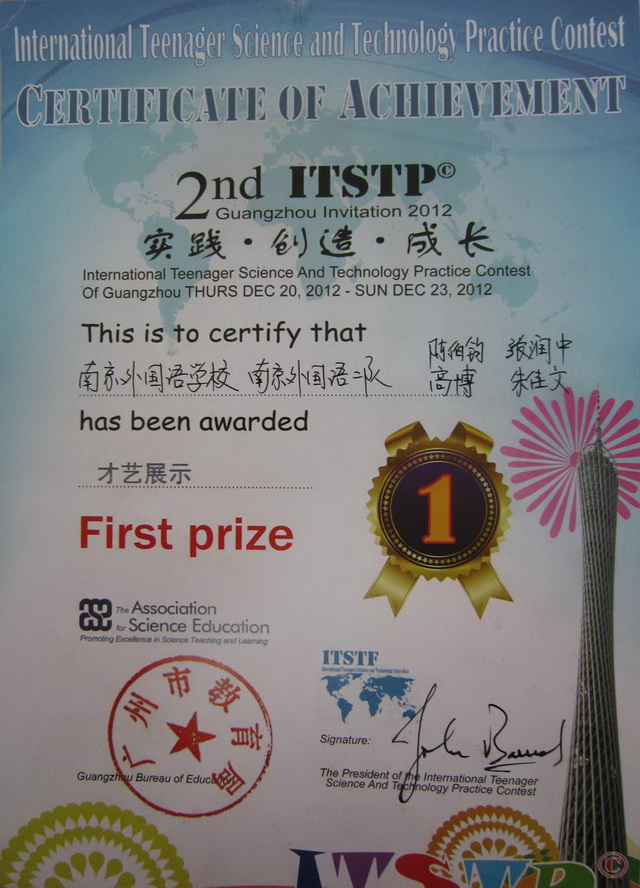 International Teenager Science and Technology Practice Contest
CERTIFICATE OF ACHIEVEMENT
2nd ITSTP©
Guangzhou Invitation 2012
实践·创造·成长
International Teenager Science And Technology Practice Contest
Of Guangzhou THURS DEC 20, 2012 - SUN DEC 23, 2012
This is to certify that
陈伯钧 张润中
南京外国语学校 南京外国语二队 高博 朱佳文
has been awarded
才艺展示
1
First prize
ase The Association for Science Education
Promoting Excellence in Science Teaching and Learning
ITSTF
广州市教育局
Signature: John
Guangzhou Bureau of Education
The President of the International Teenager
Science And Technology Practice Contest
ITSTP
©